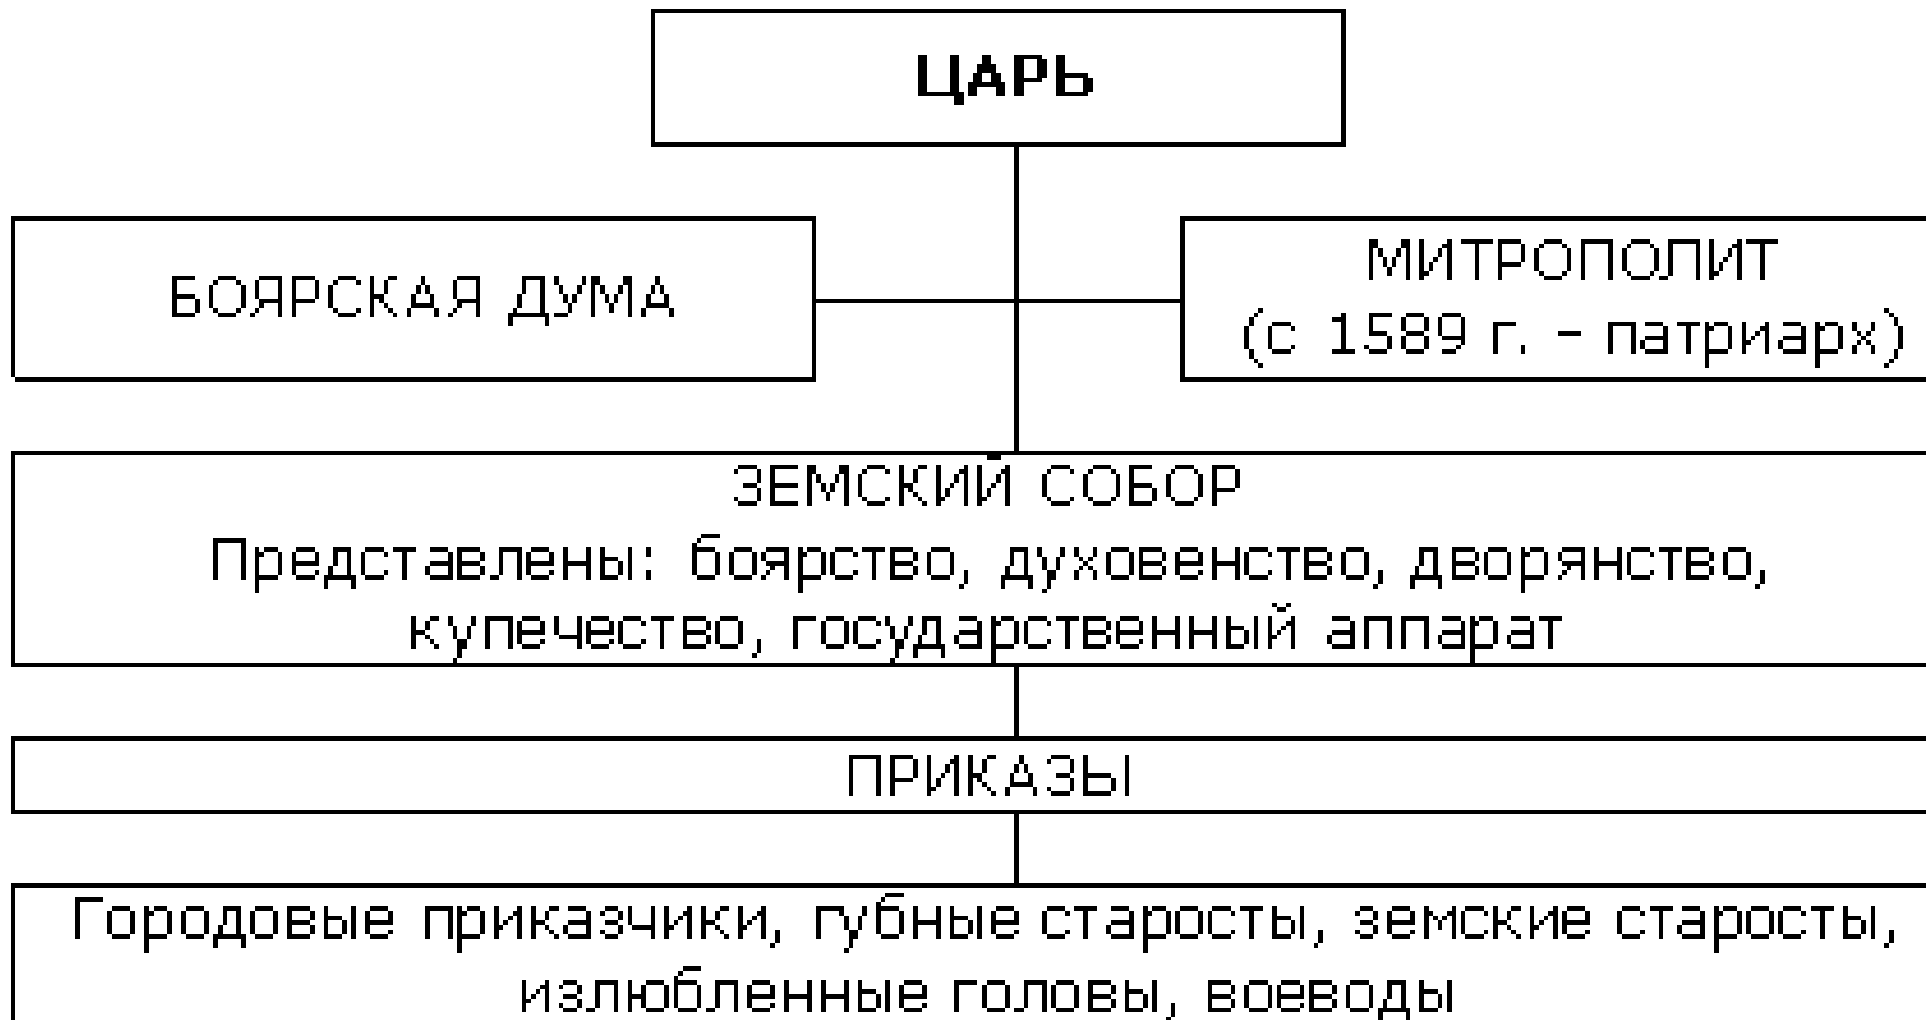 ЦАРЬ
БОЯРСКАЯ ДУМА
МИТРОПОЛИТ
(с 1589 г. – патриарх)
ЗЕМСКИЙ СОБОР
Представлены: боярство, духовенство, дворянство,
купечество, государственный аппарат
ПРИКАЗЫ
Городовые приказчики, губные старосты, земские старосты,
излюбленные головы, воеводы